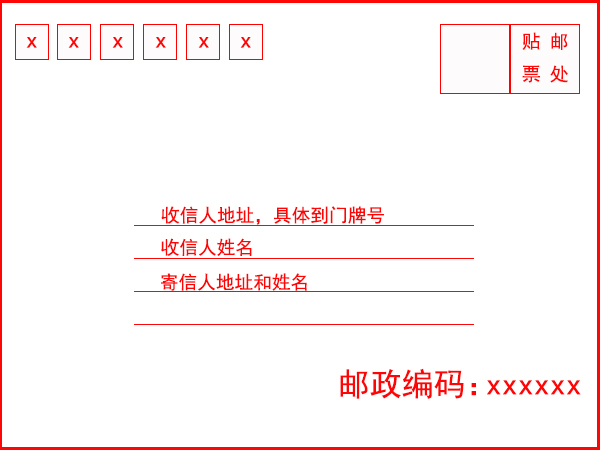 x x x x x x
贴 邮
票 处
收信人地址，具体到门牌号
收信人姓名
寄信人地址和姓名
邮政编码：xxxxxx